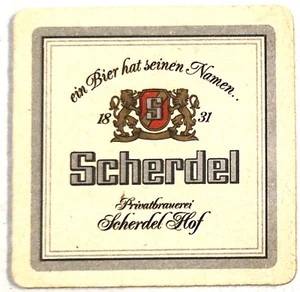 ein Bier hat seinen Namen..
S
18 31
Scherdel
Privatbrauerei
Scherdel Hof